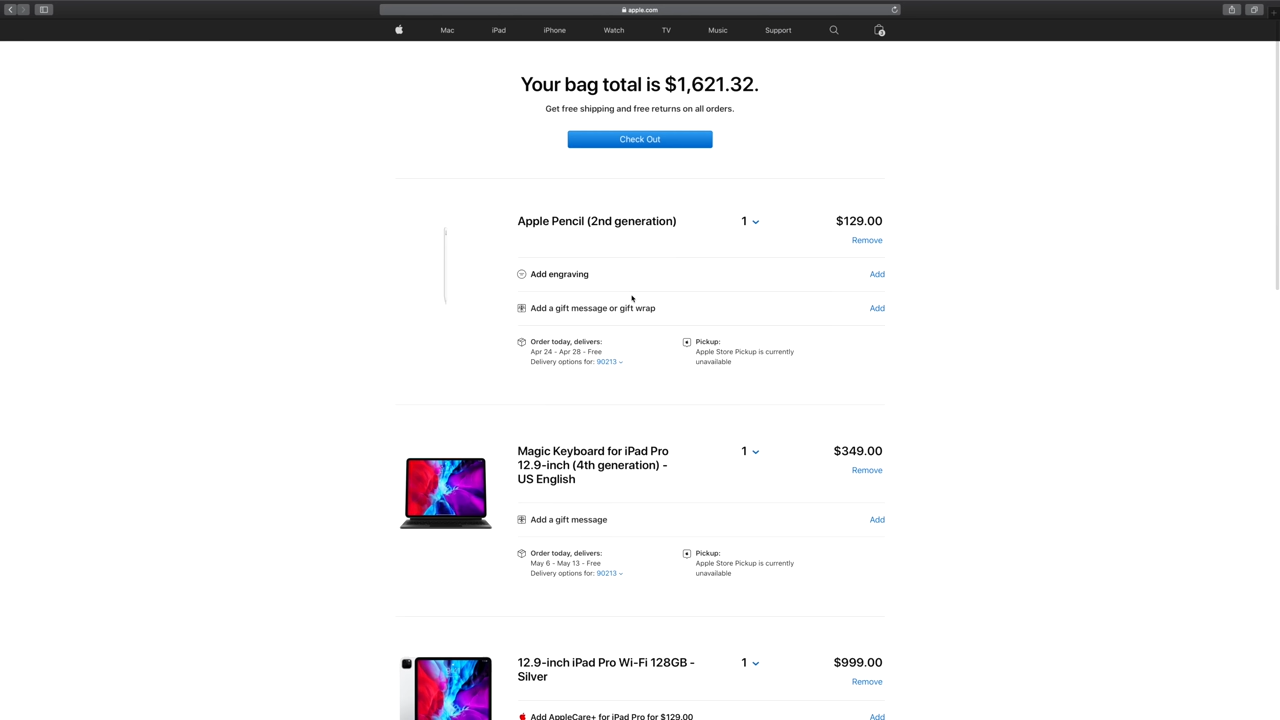 apple.com
Mac iPad iPhone Watch TV Music Support
Your bag total is $1,621.32.
Get free shipping and free returns on all orders.
Check Out
Apple Pencil (2nd generation) 1 $129.00
Remove
Add engraving Add
Add a gift message or gift wrap Add
Order today, delivers:
Apr 24 - Apr 28 - Free
Delivery options for: 90213
Pickup:
Apple Store Pickup is currently
unavailable
Magic Keyboard for iPad Pro 1 $349.00
12.9-inch (4th generation) -
US English
Remove
Add a gift message Add
Order today, delivers:
May 6 - May 13 - Free
Delivery options for: 90213
Pickup:
Apple Store Pickup is currently
unavailable
12.9-inch iPad Pro Wi-Fi 128GB - 1 $999.00
Silver
Remove
Add AppleCare+ for iPad Pro for $129.00 Add